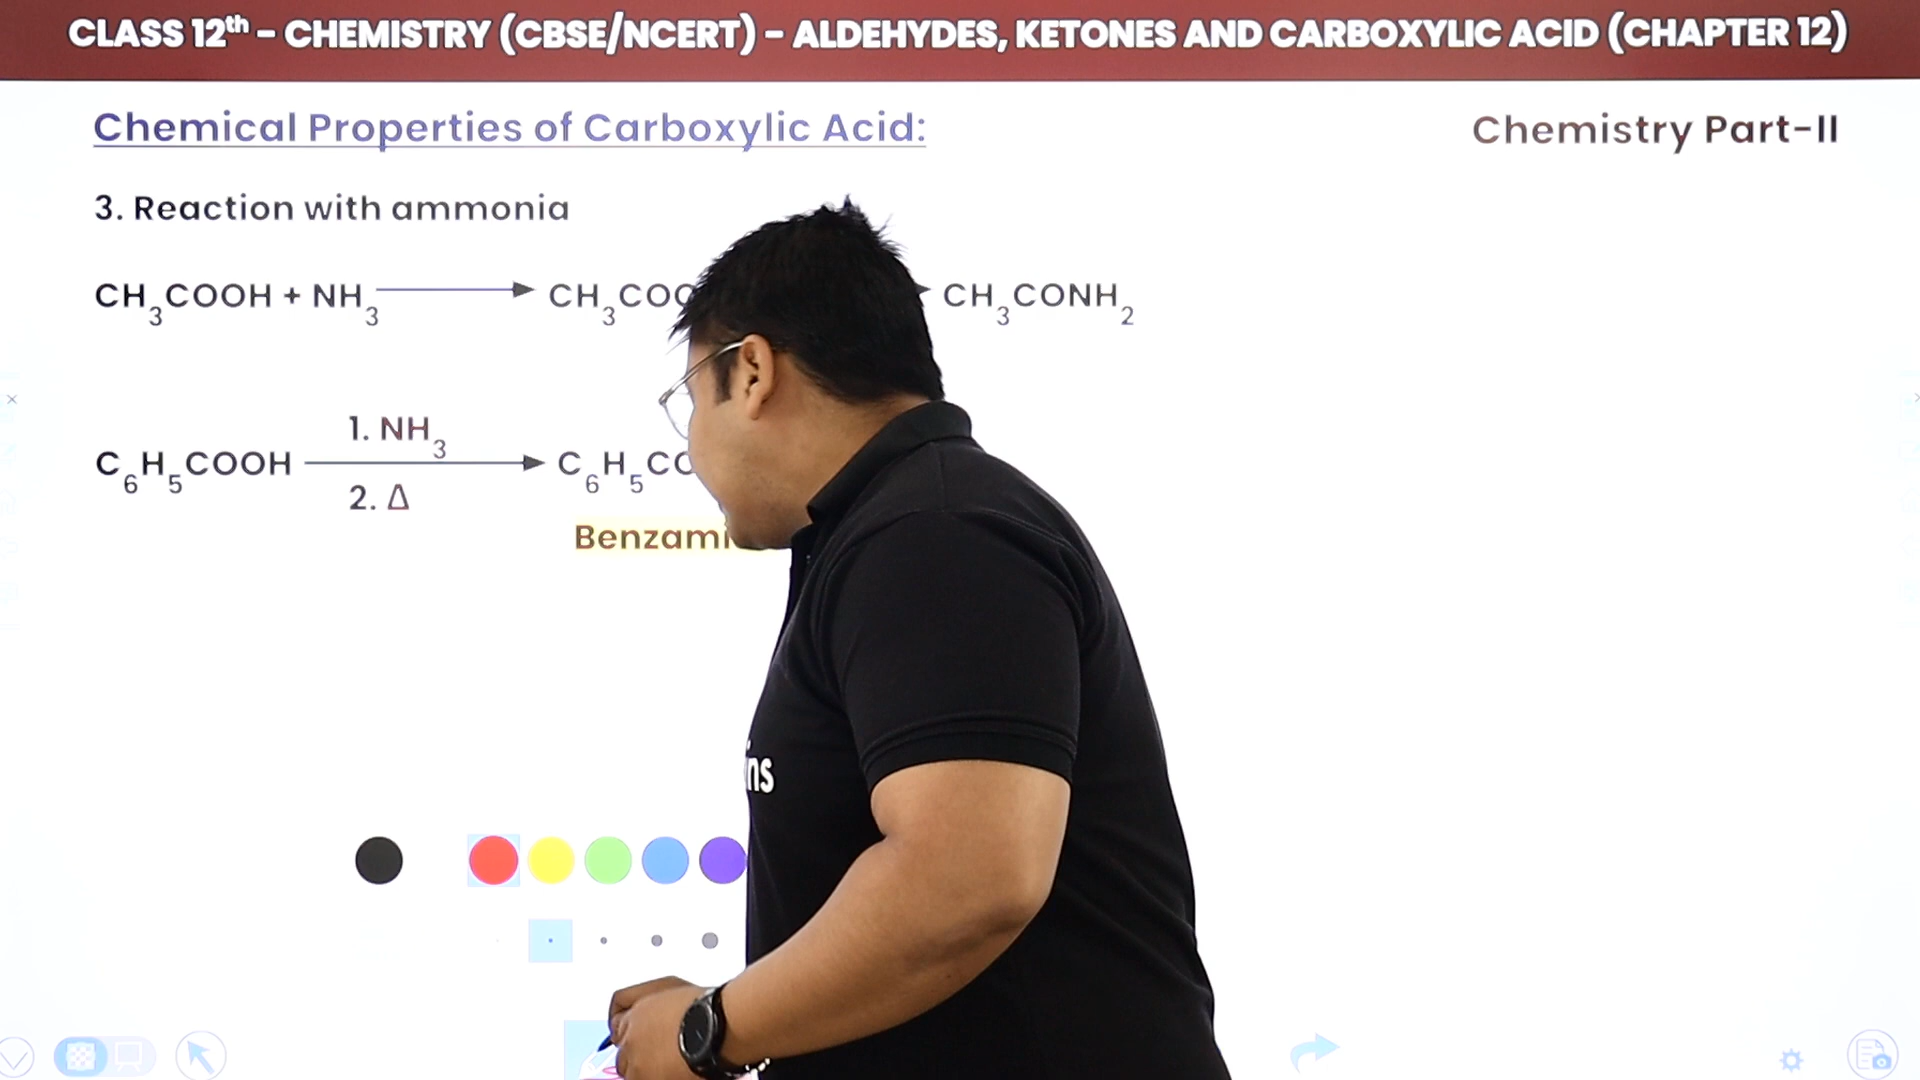 CLASS 12th – CHEMISTRY (CBSE/NCERT) – ALDEHYDES, KETONES AND CARBOXYLIC ACID (CHAPTER 12)
Chemical Properties of Carboxylic Acid:
Chemistry Part-II
3. Reaction with ammonia
CH3COOH + NH3 → CH3COO → CH3CONH2
1. NH3
C6H5COOH → C6H5CO
2. Δ
Benzami
ns